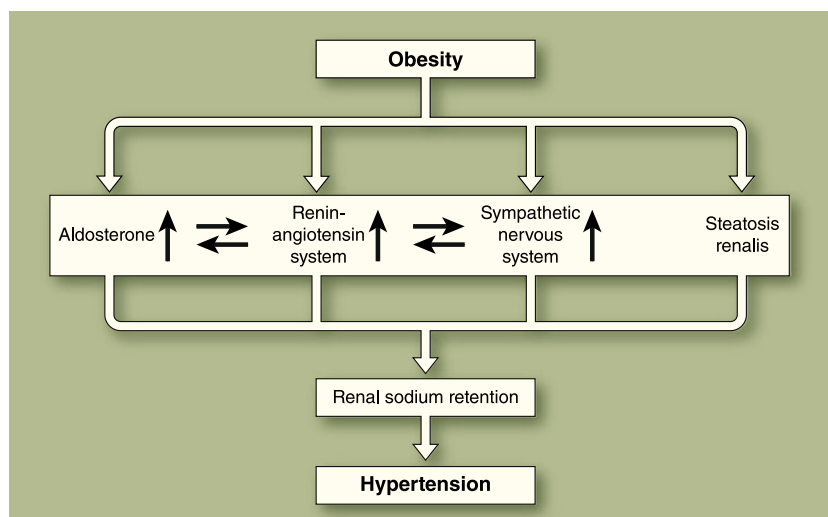 Obesity
Aldosterone
Renin-
angiotensin
system
Sympathetic
nervous
system
Steatosis
renalis
Renal sodium retention
Hypertension